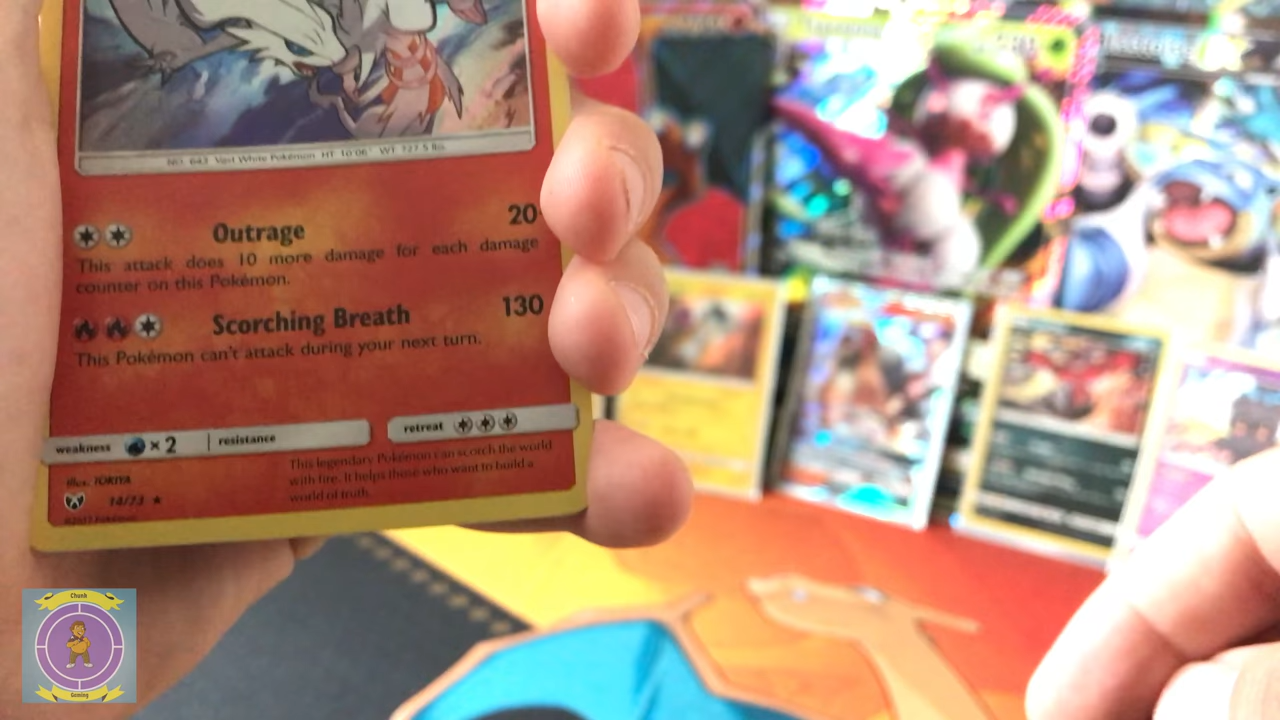 NO. 643 Vast White Pokémon HT 10'06" WT 727.5 lbs.
Outrage 20
This attack does 10 more damage for each damage
counter on this Pokémon.
Scorching Breath 130
This Pokémon can't attack during your next turn.
weakness ×2 resistance
retreat
illus. TOKIYA
14/73
This legendary Pokémon can scorch the world
with fire. It helps those who want to build a
world of truth.
©2017 Pokémon
Chunk
Gaming